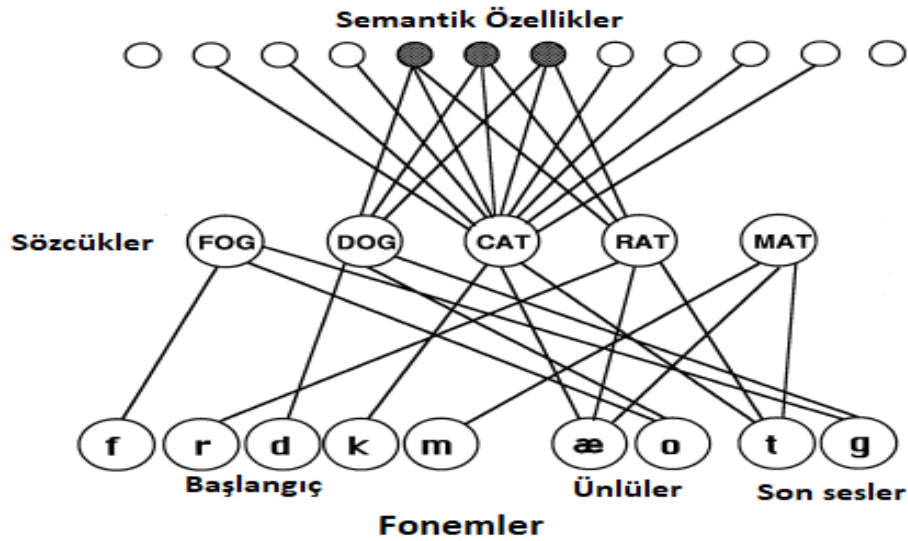 Semantik Özellikler
Sözcükler
FOG DOG CAT RAT MAT
f r d k m æ o t g
Başlangıç Ünlüler Son sesler
Fonemler